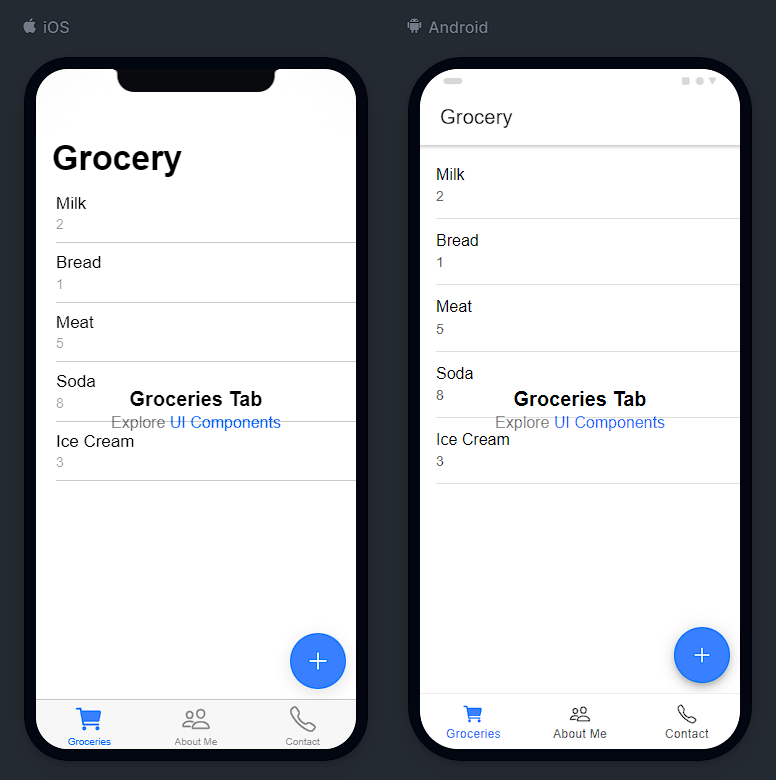 iOS
Grocery
Milk
2
Bread
1
Meat
5
Soda
8
Groceries Tab
Explore UI Components
Ice Cream
3
Groceries
About Me
Contact
Android
Grocery
Milk
2
Bread
1
Meat
5
Soda
8
Groceries Tab
Explore UI Components
Ice Cream
3
Groceries
About Me
Contact